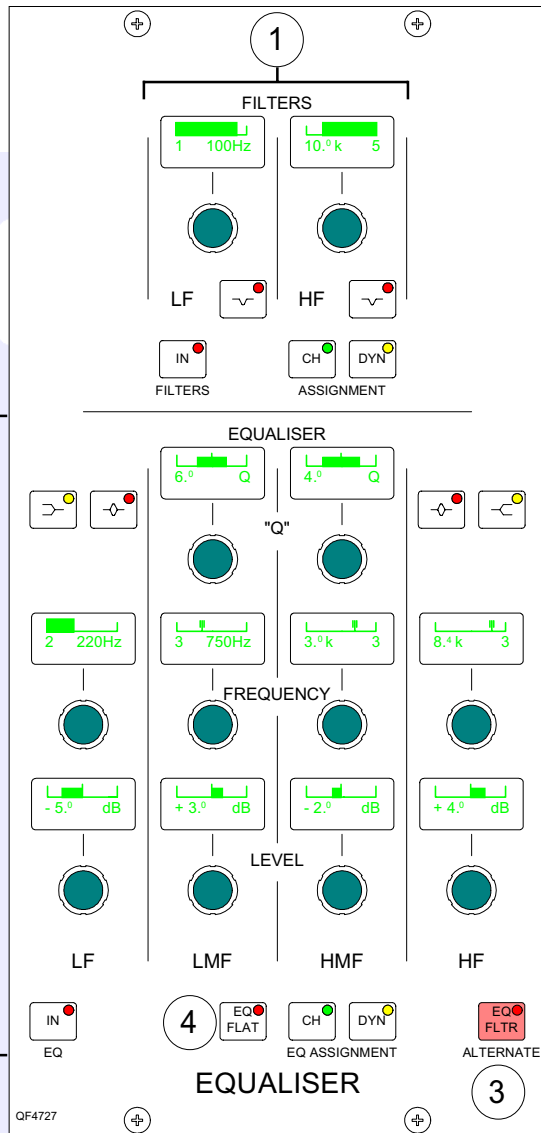 1
FILTERS
1 100Hz
10.⁰ k 5
LF
HF
IN
CH
DYN
FILTERS
ASSIGNMENT
EQUALISER
6.⁰ Q
4.⁰ Q
"Q"
2 220Hz
3 750Hz
3.⁰ k 3
8.⁴ k 3
FREQUENCY
- 5.⁰ dB
+ 3.⁰ dB
- 2.⁰ dB
+ 4.⁰ dB
LEVEL
LF
LMF
HMF
HF
IN
4
EQ
FLAT
CH
DYN
EQ
FLTR
EQ
EQ ASSIGNMENT
ALTERNATE
EQUALISER
3
QF4727